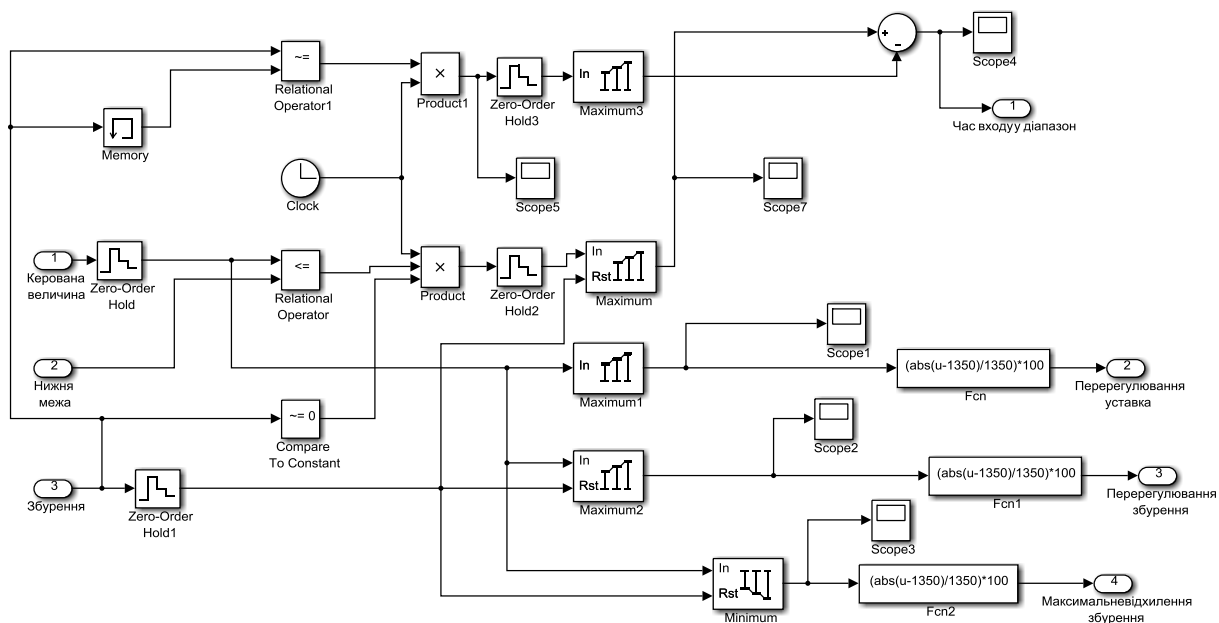 +
-
Scope4
~=
Relational
Operator1
×
Product1
Zero-Order
Hold3
In
Maximum3
1
Час входуу діапазон
Memory
Clock
Scope5
Scope7
1
Керована
величина
Zero-Order
Hold
<=
Relational
Operator
×
Product
Zero-Order
Hold2
In
Rst
Maximum
2
Нижня
межа
In
Maximum1
Scope1
(abs(u-1350)/1350)*100
Fcn
2
Перерегулювання
уставка
~= 0
Compare
To Constant
Scope2
3
Збурення
Zero-Order
Hold1
In
Rst
Maximum2
(abs(u-1350)/1350)*100
Fcn1
3
Перерегулювання
збурення
Scope3
In
Rst
Minimum
(abs(u-1350)/1350)*100
Fcn2
4
Максимальневідхилення
збурення